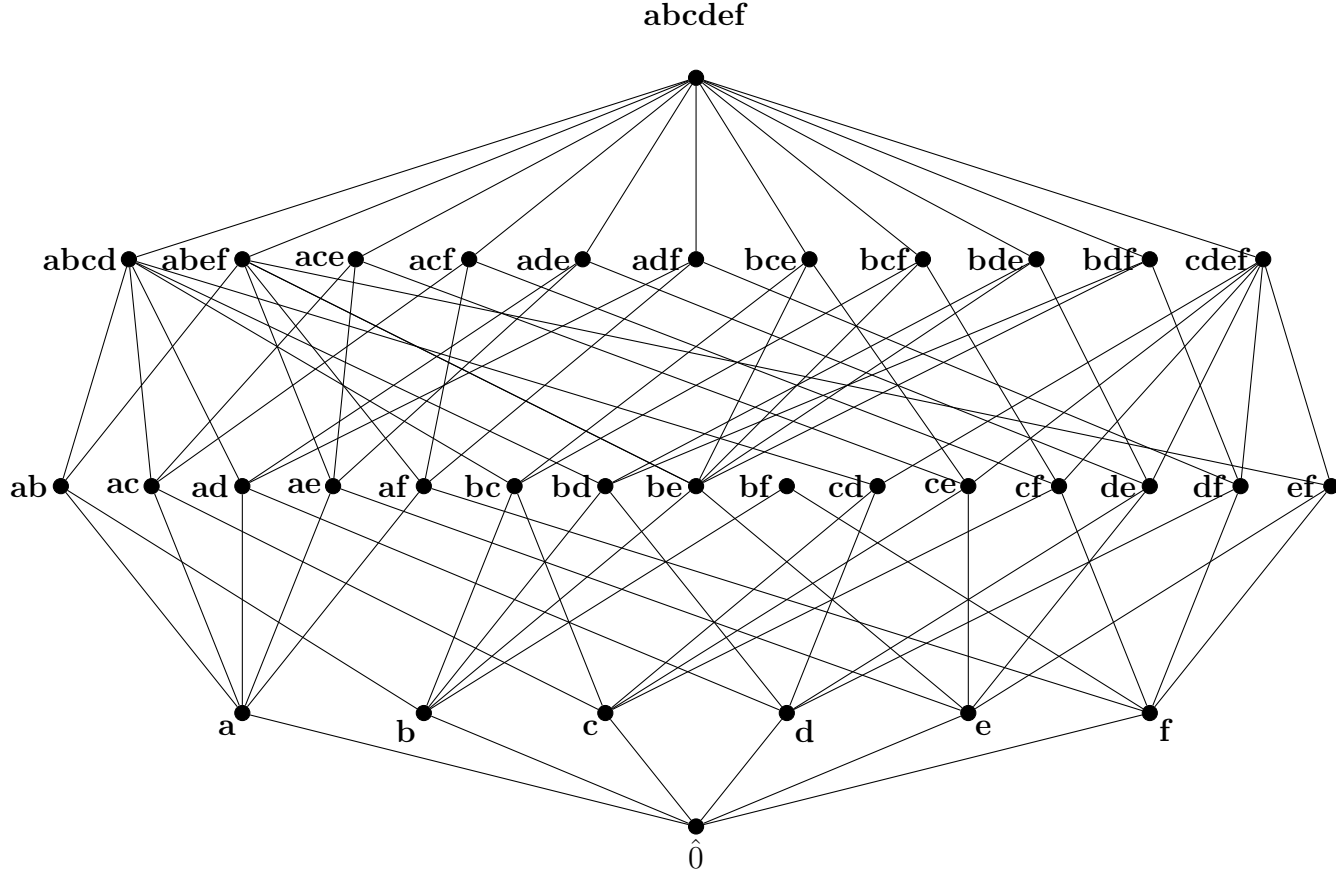 abcdef
abcd abef ace acf ade adf bce bcf bde bdf cdef
ab ac ad ae af bc bd be bf cd ce cf de df ef
a b c d e f
0̂